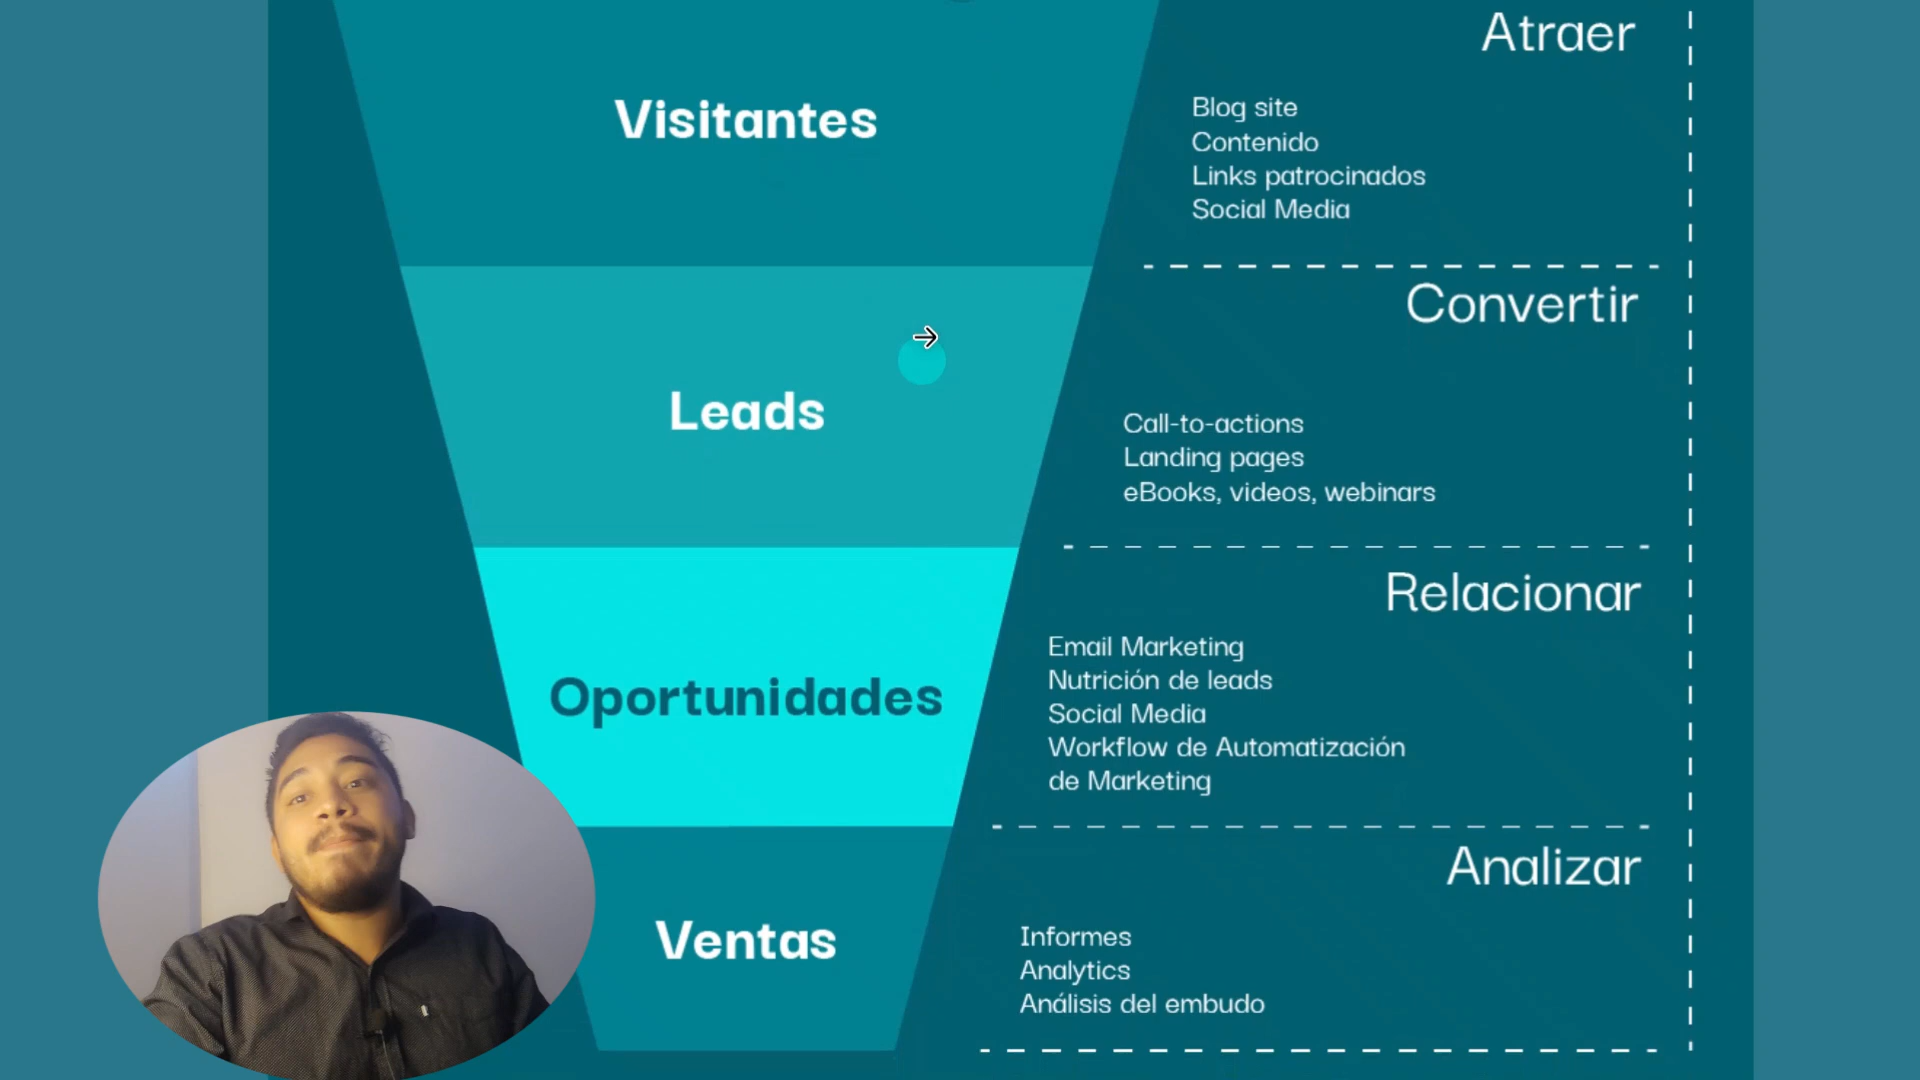 Atraer
Visitantes
Blog site
Contenido
Links patrocinados
Social Media
Convertir
Leads
Call-to-actions
Landing pages
eBooks, videos, webinars
Relacionar
Oportunidades
Email Marketing
Nutrición de leads
Social Media
Workflow de Automatización
de Marketing
Analizar
Ventas
Informes
Analytics
Análisis del embudo